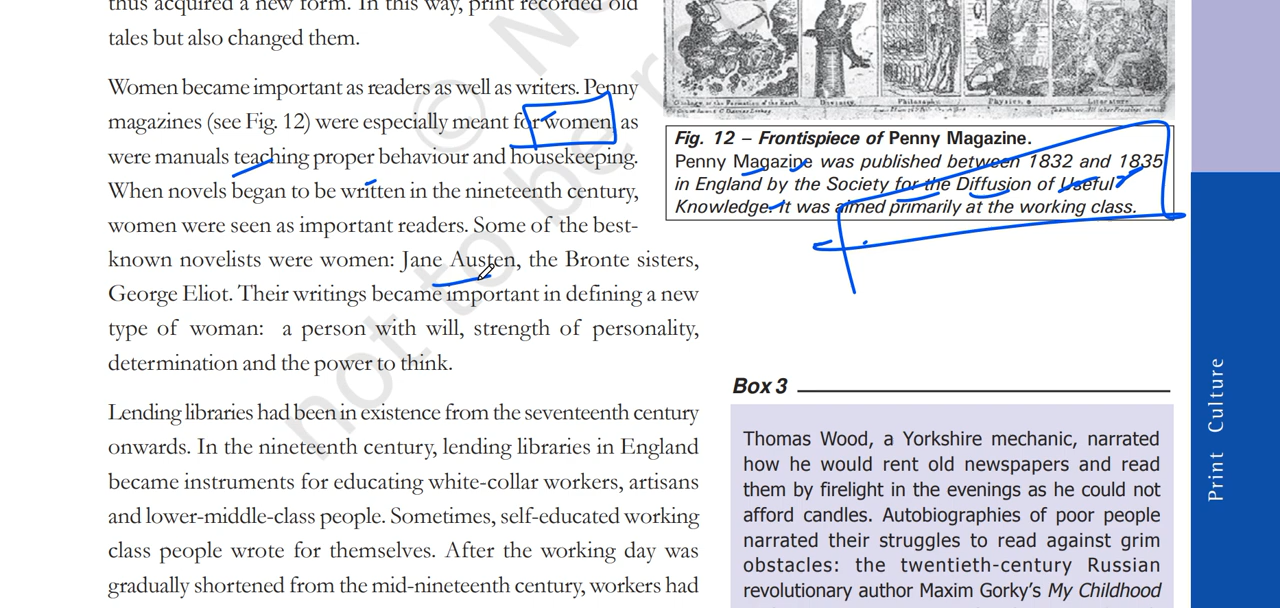 thus acquired a new form. In this way, print recorded old
tales but also changed them.
Women became important as readers as well as writers. Penny
magazines (see Fig. 12) were especially meant for women, as
were manuals teaching proper behaviour and housekeeping.
When novels began to be written in the nineteenth century,
women were seen as important readers. Some of the best-
known novelists were women: Jane Austen, the Bronte sisters,
George Eliot. Their writings became important in defining a new
type of woman: a person with will, strength of personality,
determination and the power to think.
Lending libraries had been in existence from the seventeenth century
onwards. In the nineteenth century, lending libraries in England
became instruments for educating white-collar workers, artisans
and lower-middle-class people. Sometimes, self-educated working
class people wrote for themselves. After the working day was
gradually shortened from the mid-nineteenth century, workers had
Philosophy
Physics
Literature
Fig. 12 – Frontispiece of Penny Magazine.
Penny Magazine was published between 1832 and 1835
in England by the Society for the Diffusion of Useful
Knowledge. It was aimed primarily at the working class.
Box 3
Thomas Wood, a Yorkshire mechanic, narrated
how he would rent old newspapers and read
them by firelight in the evenings as he could not
afford candles. Autobiographies of poor people
narrated their struggles to read against grim
obstacles: the twentieth-century Russian
revolutionary author Maxim Gorky's My Childhood
Print Culture
© N
not to be r